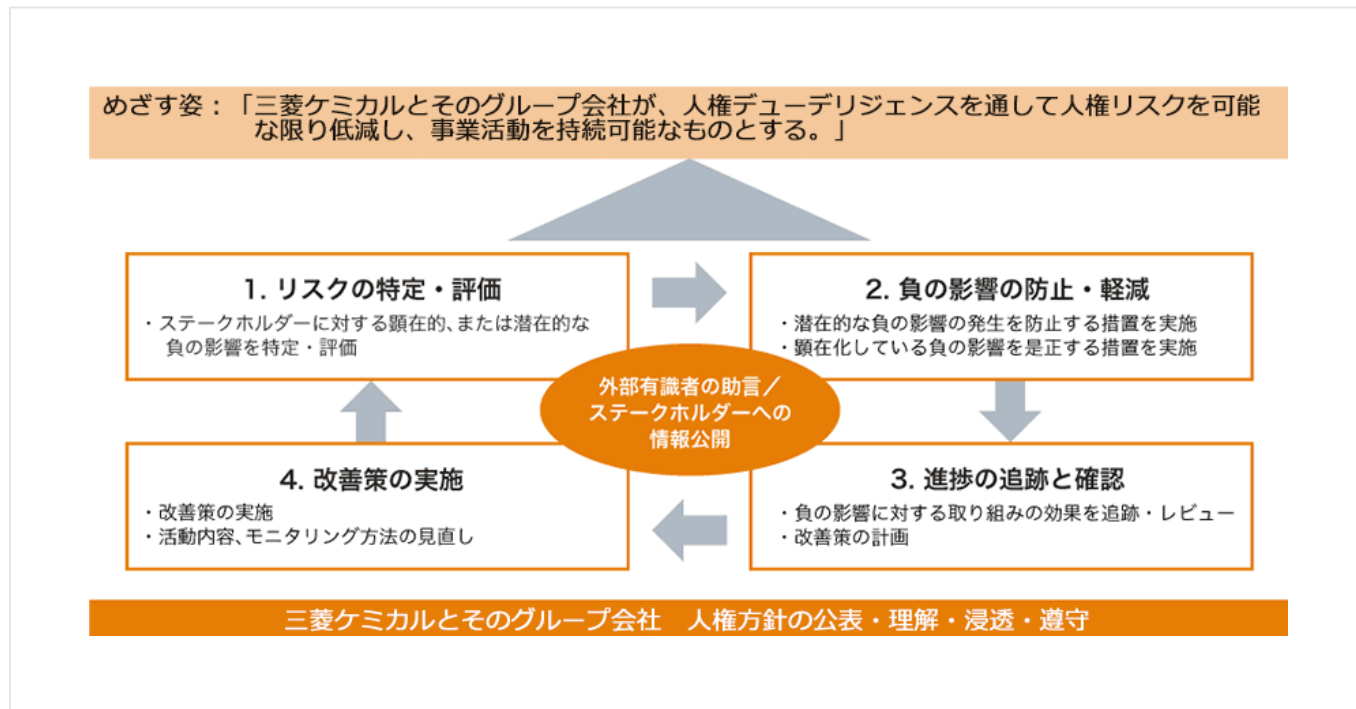 めざす姿：「三菱ケミカルとそのグループ会社が、人権デューデリジェンスを通して人権リスクを可能
な限り低減し、事業活動を持続可能なものとする。」
1. リスクの特定・評価
・ステークホルダーに対する顕在的、または潜在的な
負の影響を特定・評価
2. 負の影響の防止・軽減
・潜在的な負の影響の発生を防止する措置を実施
・顕在化している負の影響を是正する措置を実施
外部有識者の助言／
ステークホルダーへの
情報公開
4. 改善策の実施
・改善策の実施
・活動内容、モニタリング方法の見直し
3. 進捗の追跡と確認
・負の影響に対する取り組みの効果を追跡・レビュー
・改善策の計画
三菱ケミカルとそのグループ会社　人権方針の公表・理解・浸透・遵守